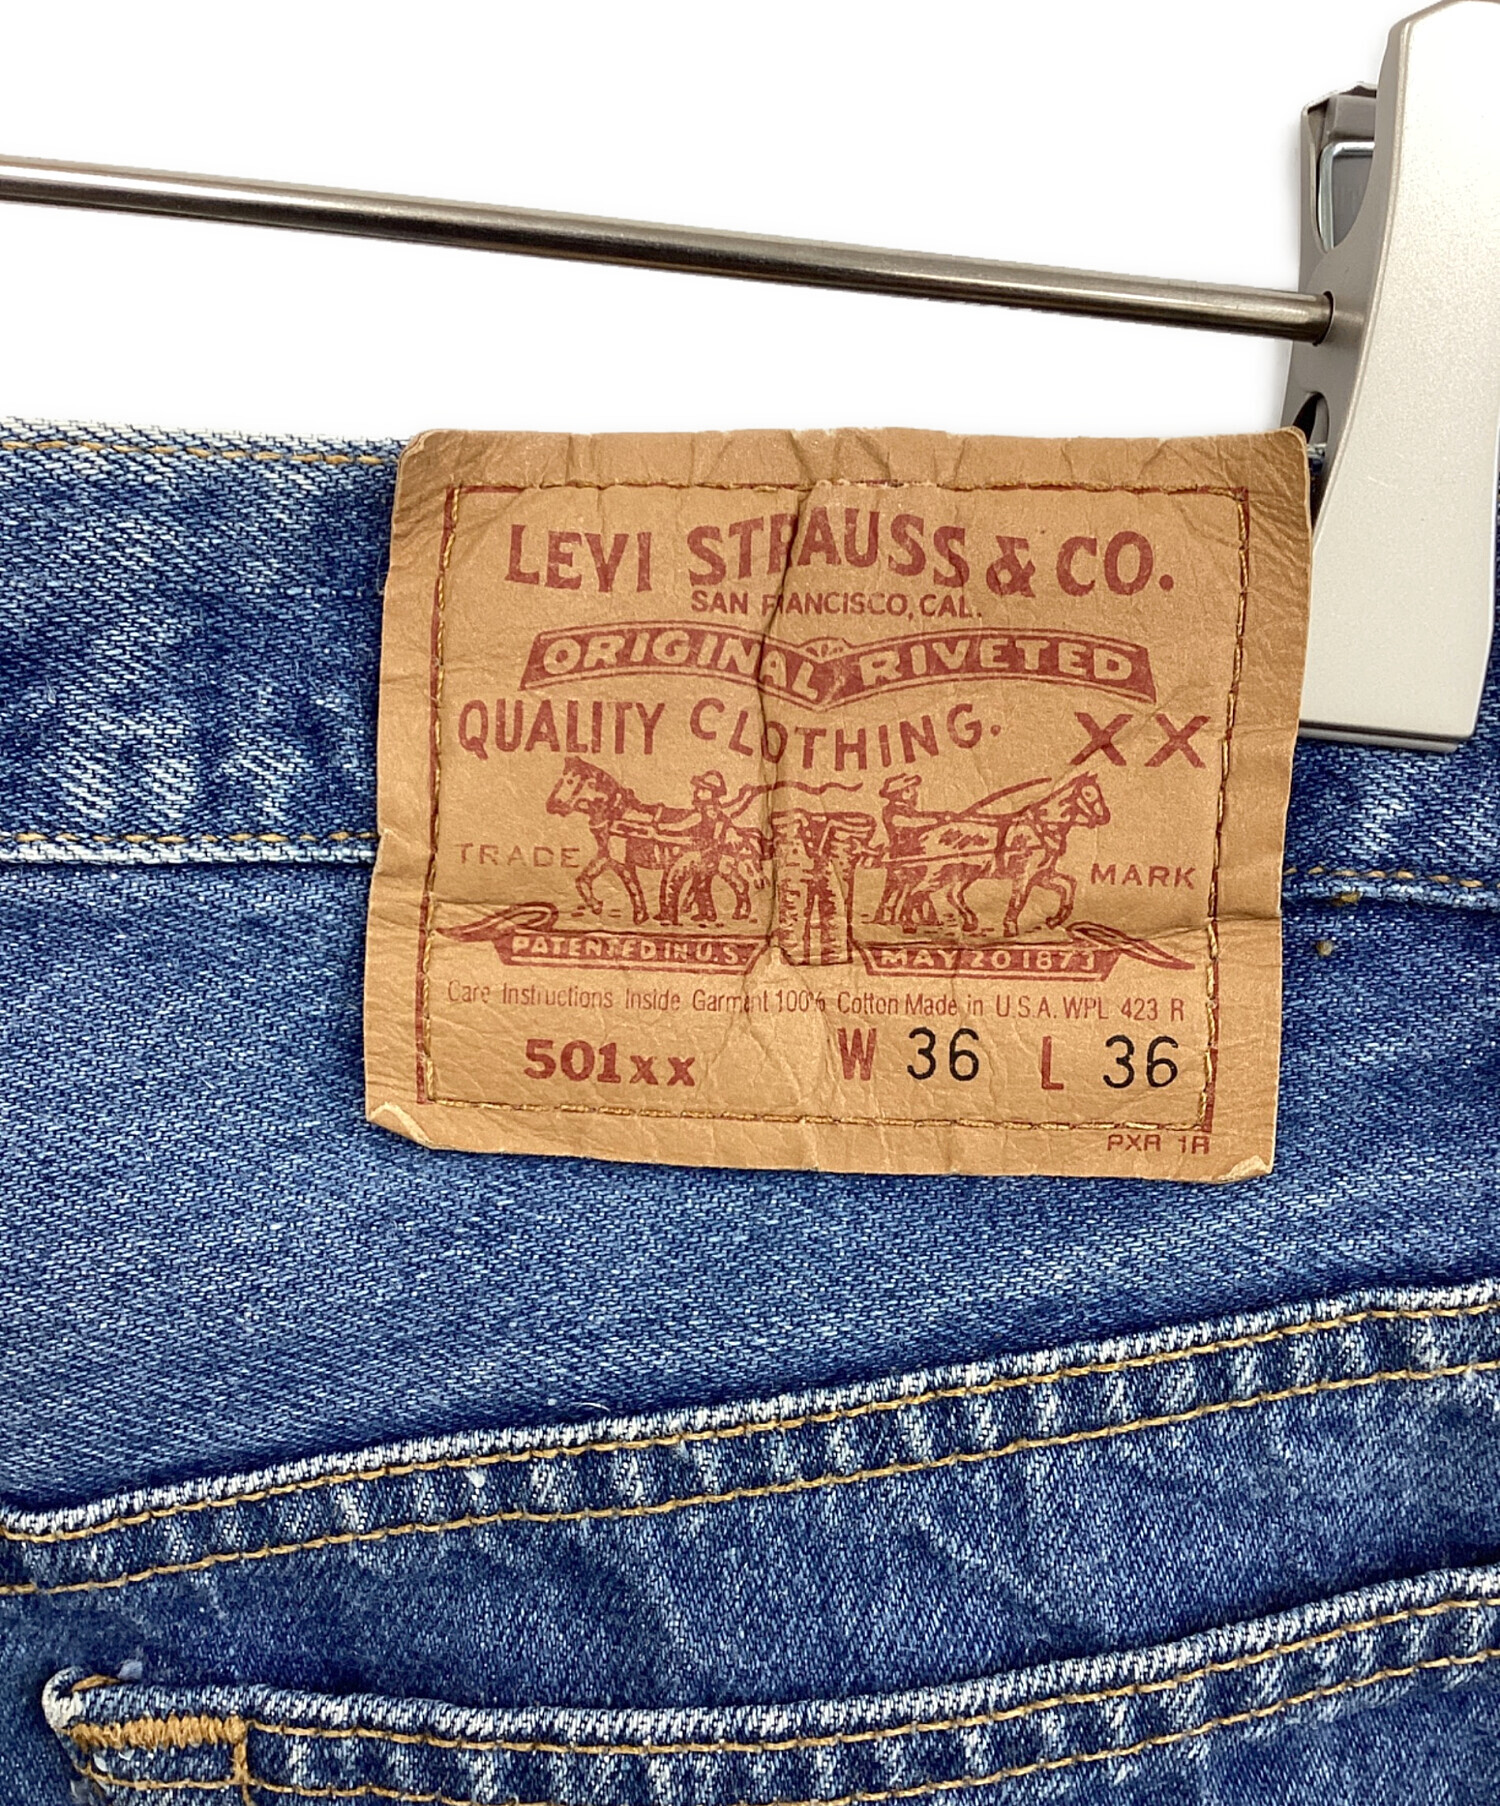 LEVI STRAUSS & CO.
SAN FRANCISCO, CAL.
ORIGINAL RIVETED
QUALITY CLOTHING. XX
TRADE MARK
PATENTED IN U.S. MAY 20 1873
Care Instructions Inside Garment 100% Cotton Made in U.S.A. WPL 423 R
501xx W 36 L 36
PXR 1R